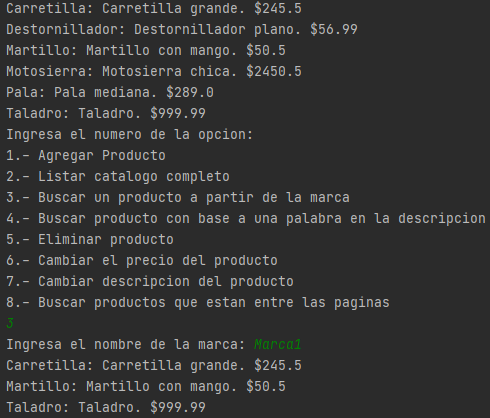 Carretilla: Carretilla grande. $245.5
Destornillador: Destornillador plano. $56.99
Martillo: Martillo con mango. $50.5
Motosierra: Motosierra chica. $2450.5
Pala: Pala mediana. $289.0
Taladro: Taladro. $999.99
Ingresa el numero de la opcion:
1.- Agregar Producto
2.- Listar catalogo completo
3.- Buscar un producto a partir de la marca
4.- Buscar producto con base a una palabra en la descripcion
5.- Eliminar producto
6.- Cambiar el precio del producto
7.- Cambiar descripcion del producto
8.- Buscar productos que estan entre las paginas
3
Ingresa el nombre de la marca: Marca1
Carretilla: Carretilla grande. $245.5
Martillo: Martillo con mango. $50.5
Taladro: Taladro. $999.99